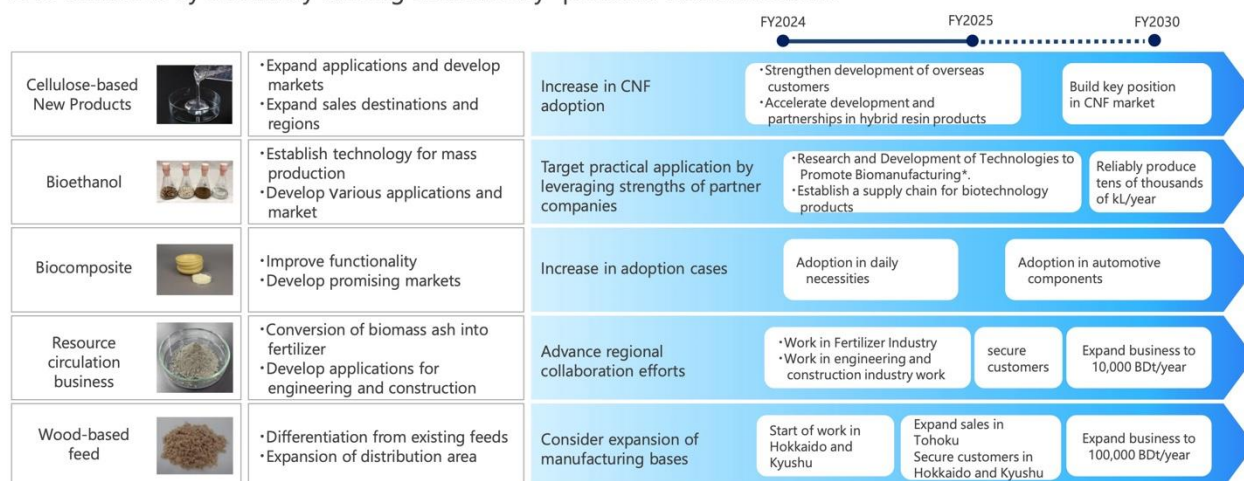 FY2024
FY2025
FY2030
Cellulose-based
New Products
・Expand applications and develop
markets
・Expand sales destinations and
regions
Increase in CNF
adoption
・Strengthen development of overseas
customers
・Accelerate development and
partnerships in hybrid resin products
Build key position
in CNF market
Bioethanol
・Establish technology for mass
production
・Develop various applications and
market
Target practical application by
leveraging strengths of partner
companies
・Research and Development of Technologies to
Promote Biomanufacturing*.
・Establish a supply chain for biotechnology
products
Reliably produce
tens of thousands
of kL/year
Biocomposite
・Improve functionality
・Develop promising markets
Increase in adoption cases
Adoption in daily
necessities
Adoption in automotive
components
Resource
circulation
business
・Conversion of biomass ash into
fertilizer
・Develop applications for
engineering and construction
Advance regional
collaboration efforts
・Work in Fertilizer Industry
・Work in engineering and
construction industry work
secure
customers
Expand business to
10,000 BDt/year
Wood-based
feed
・Differentiation from existing feeds
・Expansion of distribution area
Consider expansion of
manufacturing bases
Start of work in
Hokkaido and
Kyushu
Expand sales in
Tohoku
Secure customers in
Hokkaido and Kyushu
Expand business to
100,000 BDt/year